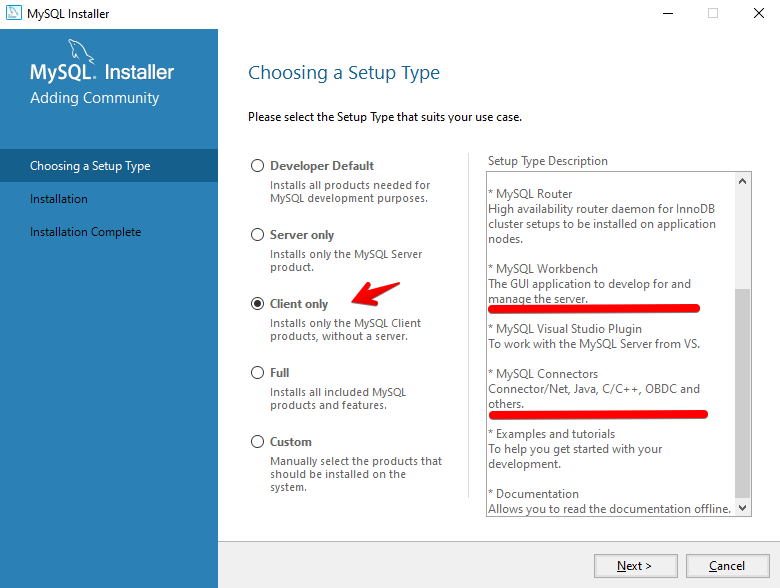 MySQL Installer
MySQL. Installer
Adding Community
Choosing a Setup Type
Installation
Installation Complete
Choosing a Setup Type
Please select the Setup Type that suits your use case.
Developer Default
Installs all products needed for
MySQL development purposes.
Server only
Installs only the MySQL Server
product.
Client only
Installs only the MySQL Client
products, without a server.
Full
Installs all included MySQL
products and features.
Custom
Manually select the products that
should be installed on the
system.
Setup Type Description
* MySQL Router
High availability router daemon for InnoDB
cluster setups to be installed on application
nodes.
* MySQL Workbench
The GUI application to develop for and
manage the server.
* MySQL Visual Studio Plugin
To work with the MySQL Server from VS.
* MySQL Connectors
Connector/Net, Java, C/C++, OBDC and
others.
* Examples and tutorials
To help you get started with your
development.
* Documentation
Allows you to read the documentation offline.
Next >
Cancel